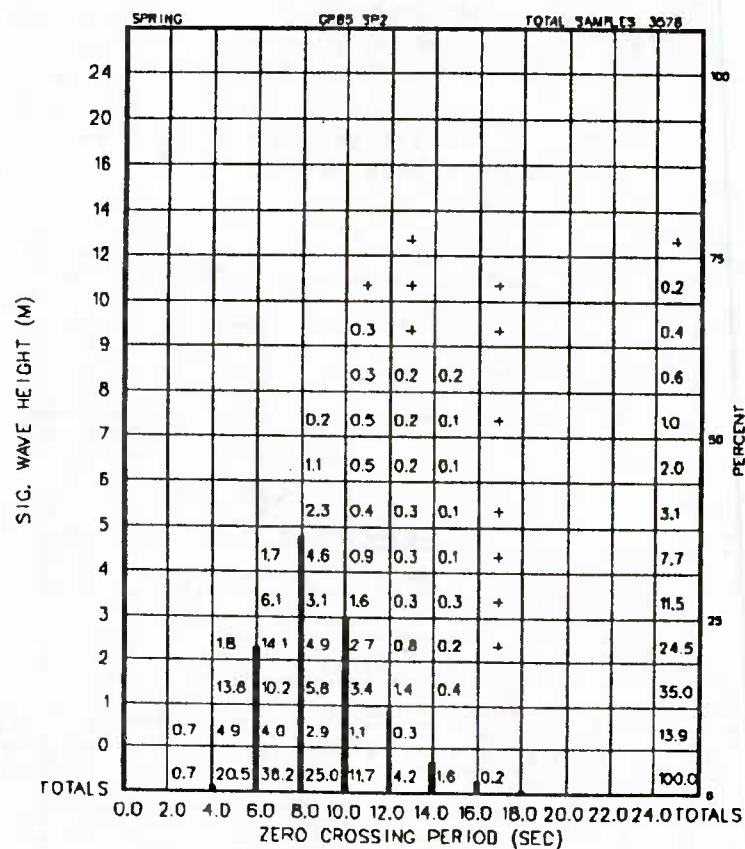 SPRING GP85 SP2 TOTAL SAMPLES 3578
24 100
20
16
14
12 + + 75
10 + + + 0.2
9 0.3 + + 0.4
8 0.3 0.2 0.2 0.6
7 0.2 0.5 0.2 0.1 + 1.0
6 1.1 0.5 0.2 0.1 2.0 50
5 2.3 0.4 0.3 0.1 + 3.1
4 1.7 4.6 0.9 0.3 0.1 + 7.7
3 6.1 3.1 1.6 0.3 0.3 + 11.5
2 1.8 14.1 4.9 2.7 0.8 0.2 + 24.5 25
1 13.8 10.2 5.8 3.4 1.4 0.4 35.0
0 0.7 4.9 4.0 2.9 1.1 0.3 13.9
TOTALS 0.7 20.5 36.2 25.0 11.7 4.2 1.6 0.2 100.0 0
0.0 2.0 4.0 6.0 8.0 10.0 12.0 14.0 16.0 18.0 20.0 22.0 24.0 TOTALS
ZERO CROSSING PERIOD (SEC)
SIG. WAVE HEIGHT (M)
PERCENT